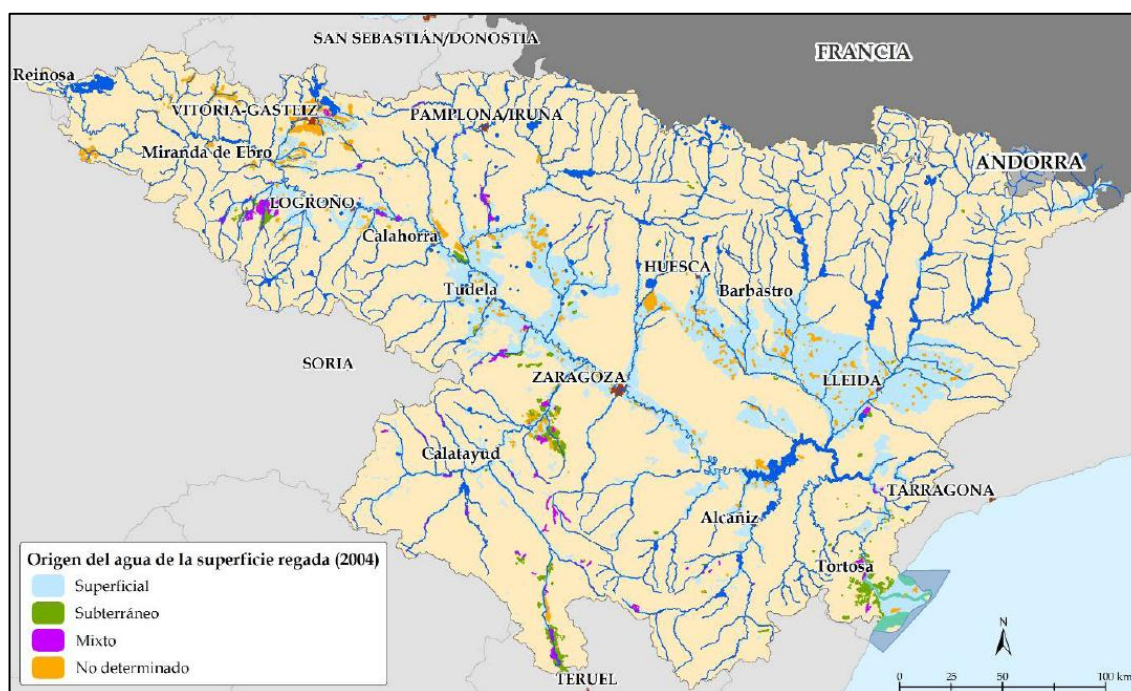 SAN SEBASTIÁN/DONOSTIA
FRANCIA
Reinosa
VITORIA-GASTEIZ
PAMPLONA/IRUÑA
Miranda de Ebro
ANDORRA
LOGROÑO
Calahorra
HUESCA
Tudela
Barbastro
SORIA
ZARAGOZA
LLEIDA
Calatayud
TARRAGONA
Alcañiz
Tortosa
TERUEL
Origen del agua de la superficie regada (2004)
Superficial
Subterráneo
Mixto
No determinado
N
0 25 50 100 km